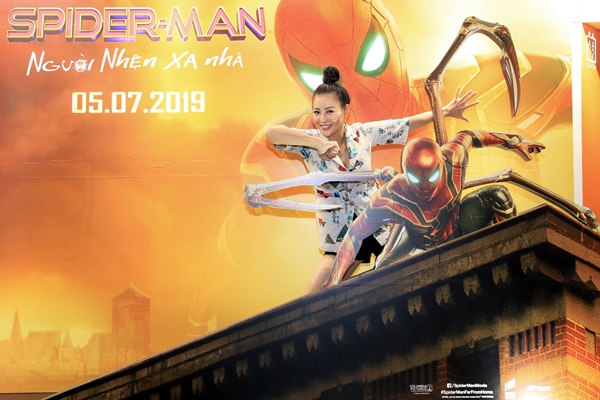 SPIDER-MAN
NGƯỜI NHỆN XA NHÀ
05.07.2019
/SpiderManMovie
#SpiderManFarFromHome